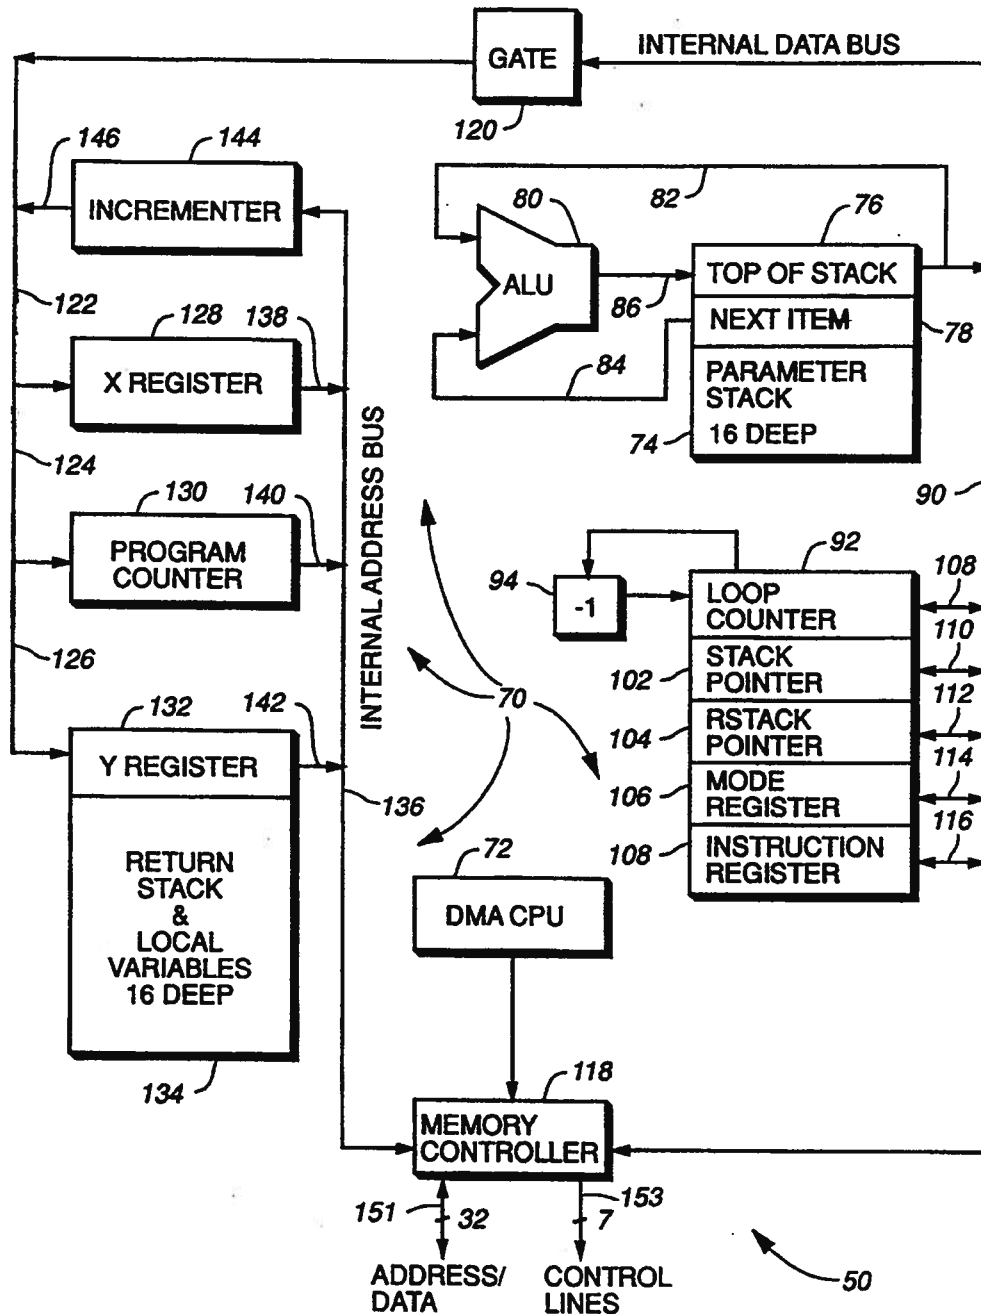 GATE
INTERNAL DATA BUS
120
146
144
INCREMENTER
82
80
76
ALU
TOP OF STACK
86
NEXT ITEM
78
84
PARAMETER
STACK
16 DEEP
74
122
128
138
X REGISTER
124
130
140
PROGRAM
COUNTER
INTERNAL ADDRESS BUS
90
92
94
-1
LOOP
COUNTER
108
110
102
STACK
POINTER
112
104
RSTACK
POINTER
114
106
MODE
REGISTER
116
108
INSTRUCTION
REGISTER
126
132
142
Y REGISTER
70
136
RETURN
STACK
&
LOCAL
VARIABLES
16 DEEP
134
72
DMA CPU
118
MEMORY
CONTROLLER
151
32
153
7
ADDRESS/
DATA
CONTROL
LINES
50